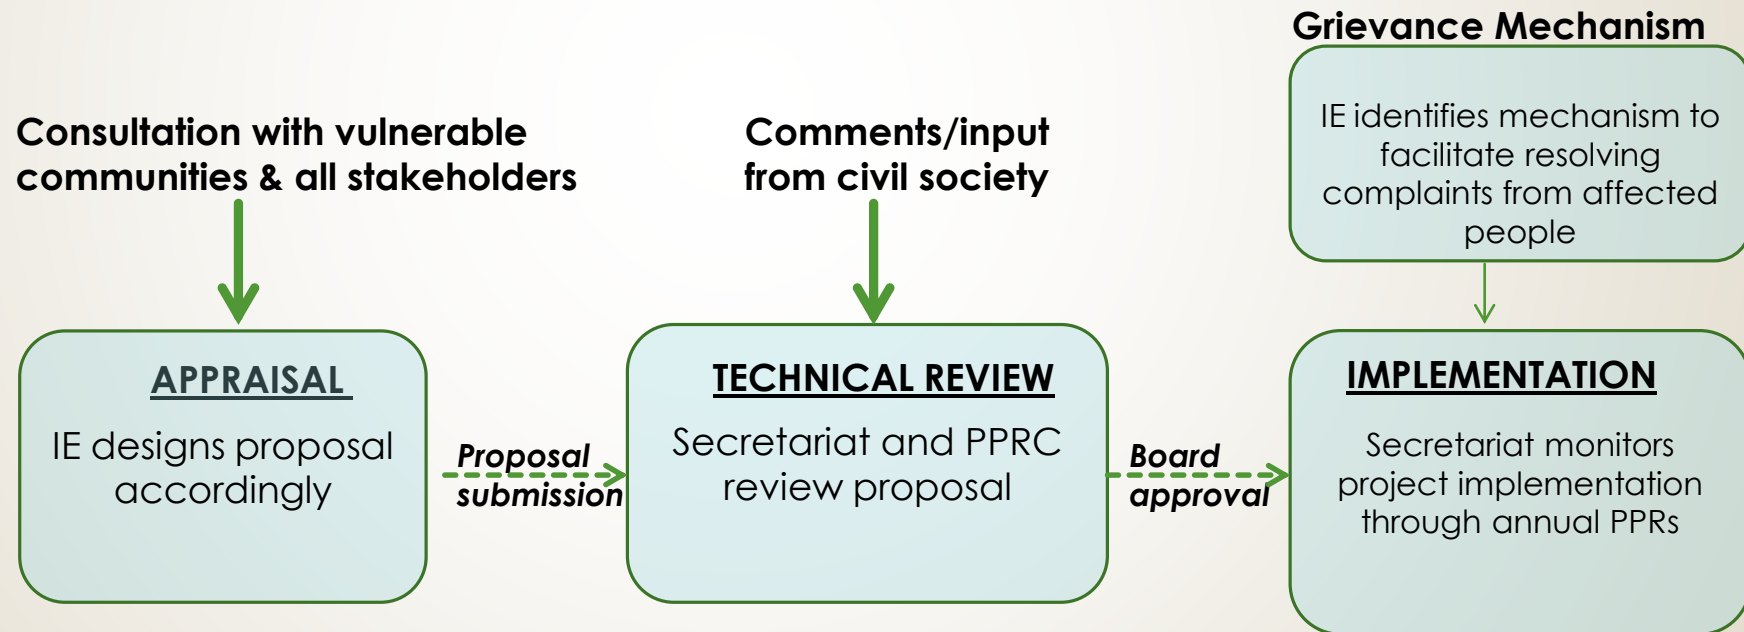 Grievance Mechanism
IE identifies mechanism to
facilitate resolving
complaints from affected
people
Consultation with vulnerable
communities & all stakeholders
Comments/input
from civil society
APPRAISAL
IE designs proposal
accordingly
Proposal
submission
TECHNICAL REVIEW
Secretariat and PPRC
review proposal
Board
approval
IMPLEMENTATION
Secretariat monitors
project implementation
through annual PPRs